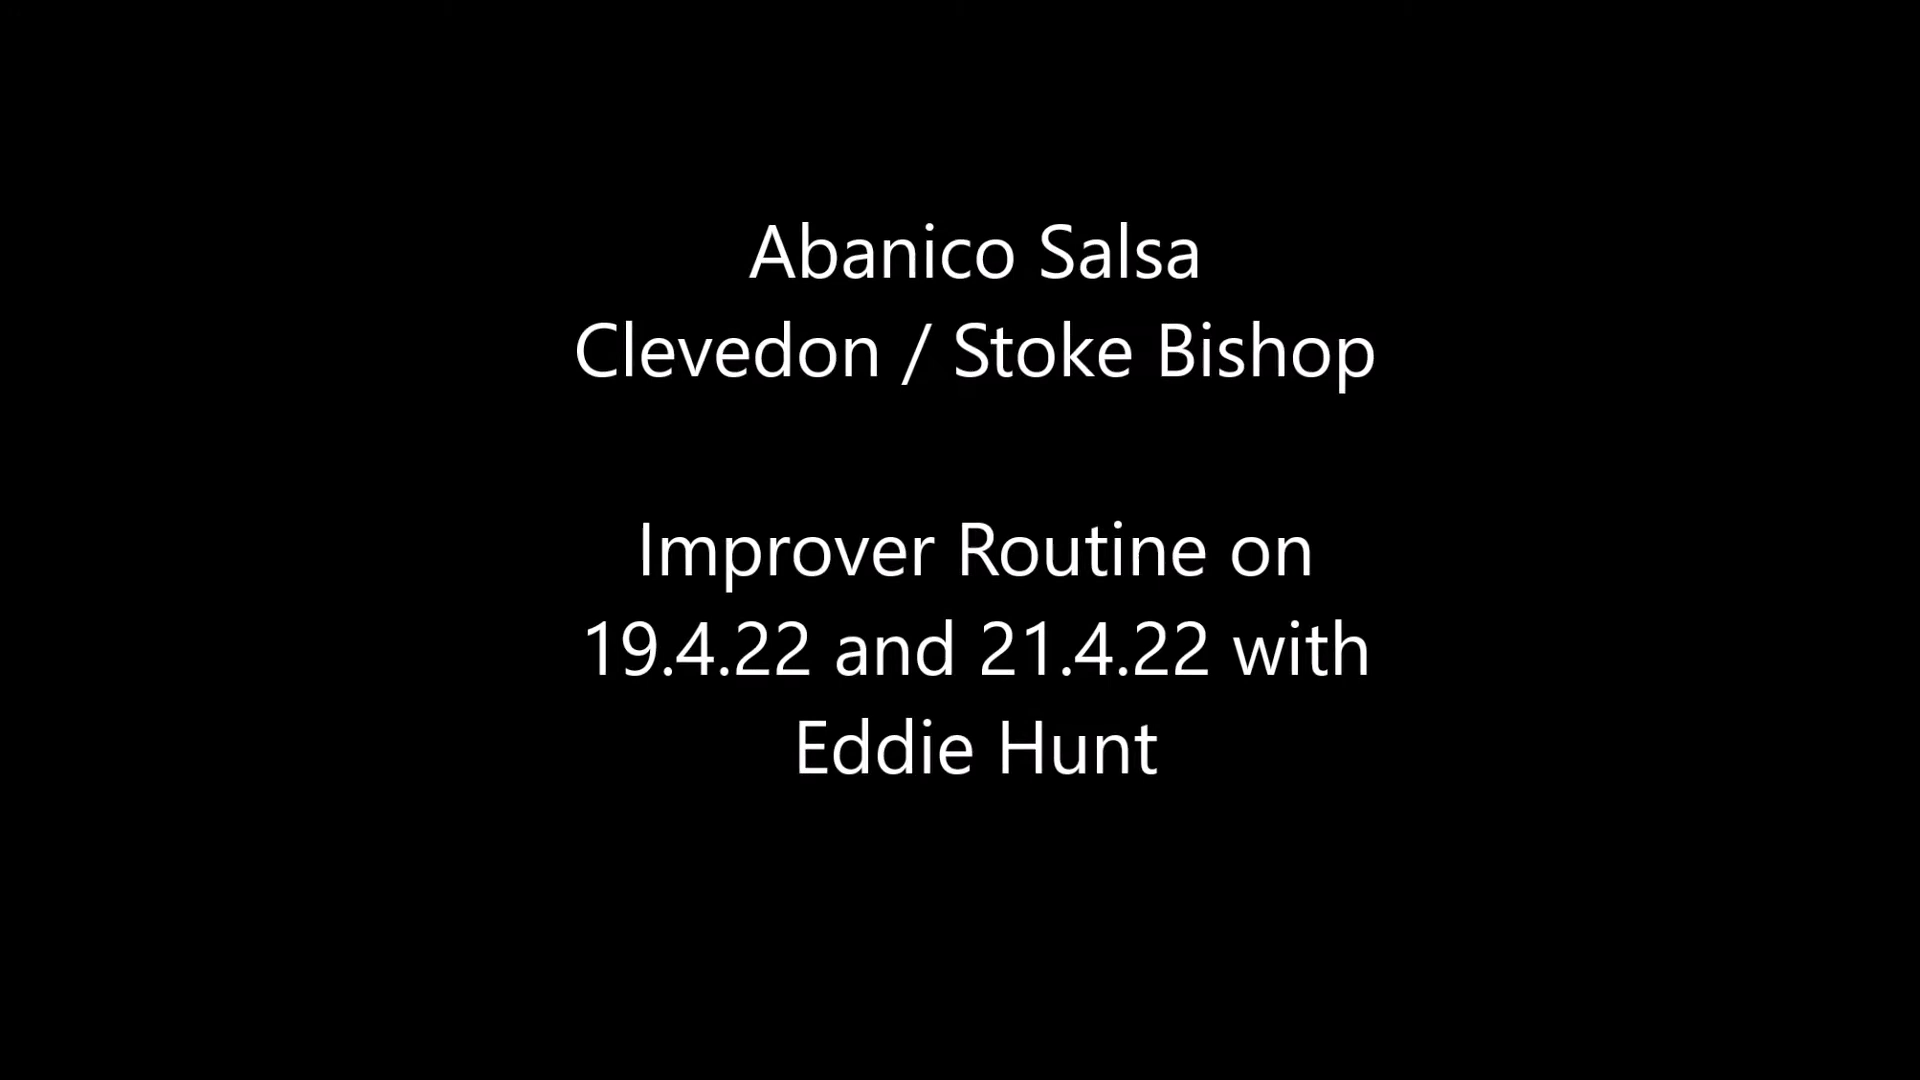 Abanico Salsa
Clevedon / Stoke Bishop
Improver Routine on
19.4.22 and 21.4.22 with
Eddie Hunt